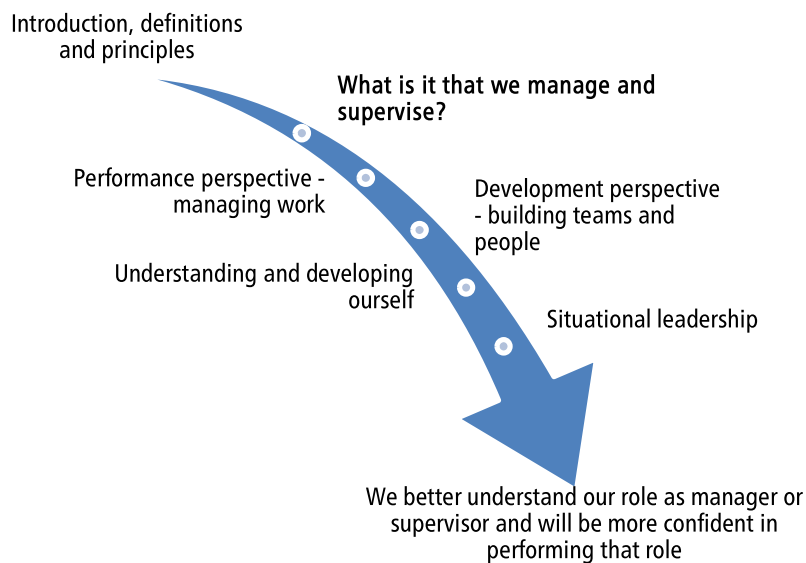 Introduction, definitions
and principles
What is it that we manage and
supervise?
Performance perspective -
managing work
Development perspective
- building teams and
people
Understanding and developing
ourself
Situational leadership
We better understand our role as manager or
supervisor and will be more confident in
performing that role